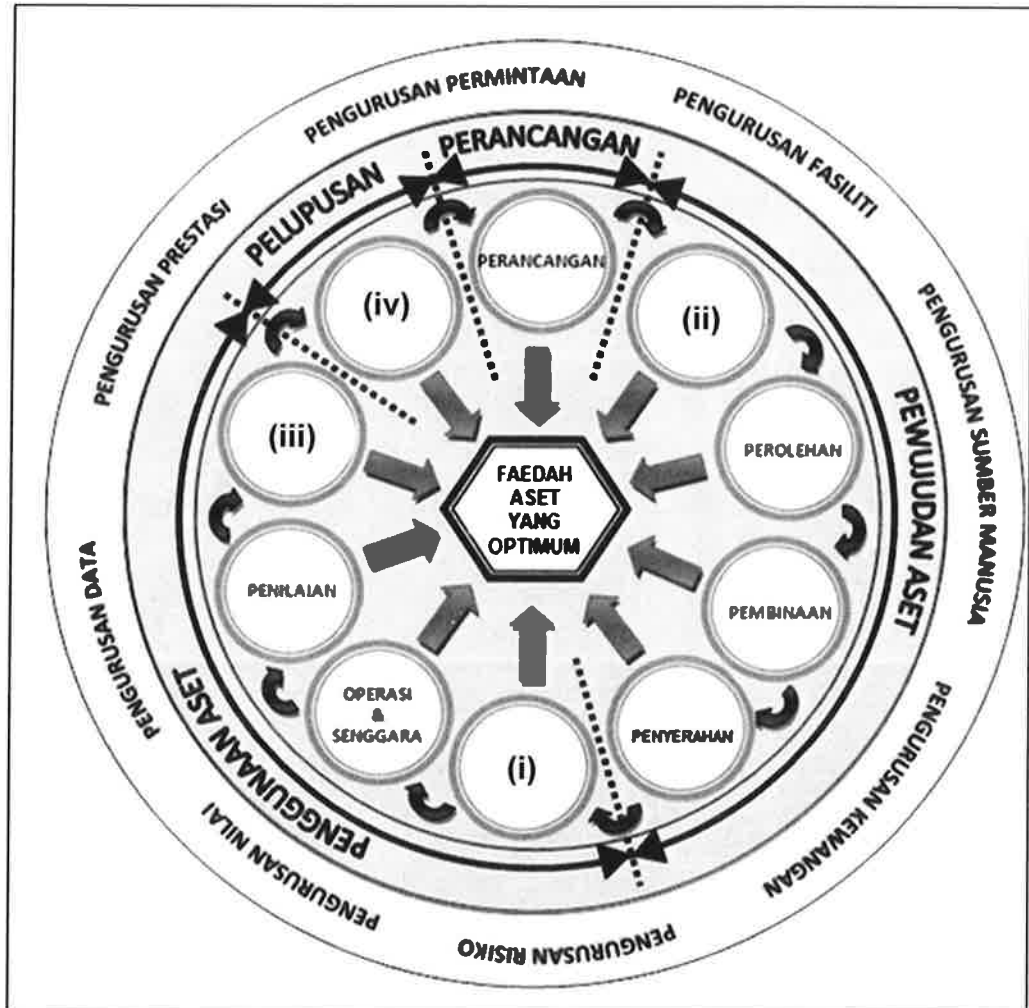 PENGURUSAN PERMINTAAN
PENGURUSAN FASILITI
PENGURUSAN SUMBER MANUSIA
PENGURUSAN KEWANGAN
PENGURUSAN RISIKO
PENGURUSAN NILAI
PENGURUSAN DATA
PENGURUSAN PRESTASI
PERANCANGAN
PEWUJUDAN ASET
PENGGUNAAN ASET
PELUPUSAN
PERANCANGAN
(ii)
PEROLEHAN
PEMBINAAN
PENYERAHAN
(i)
OPERASI
&
SENGGARA
PENILAIAN
(iii)
(iv)
FAEDAH
ASET
YANG
OPTIMUM